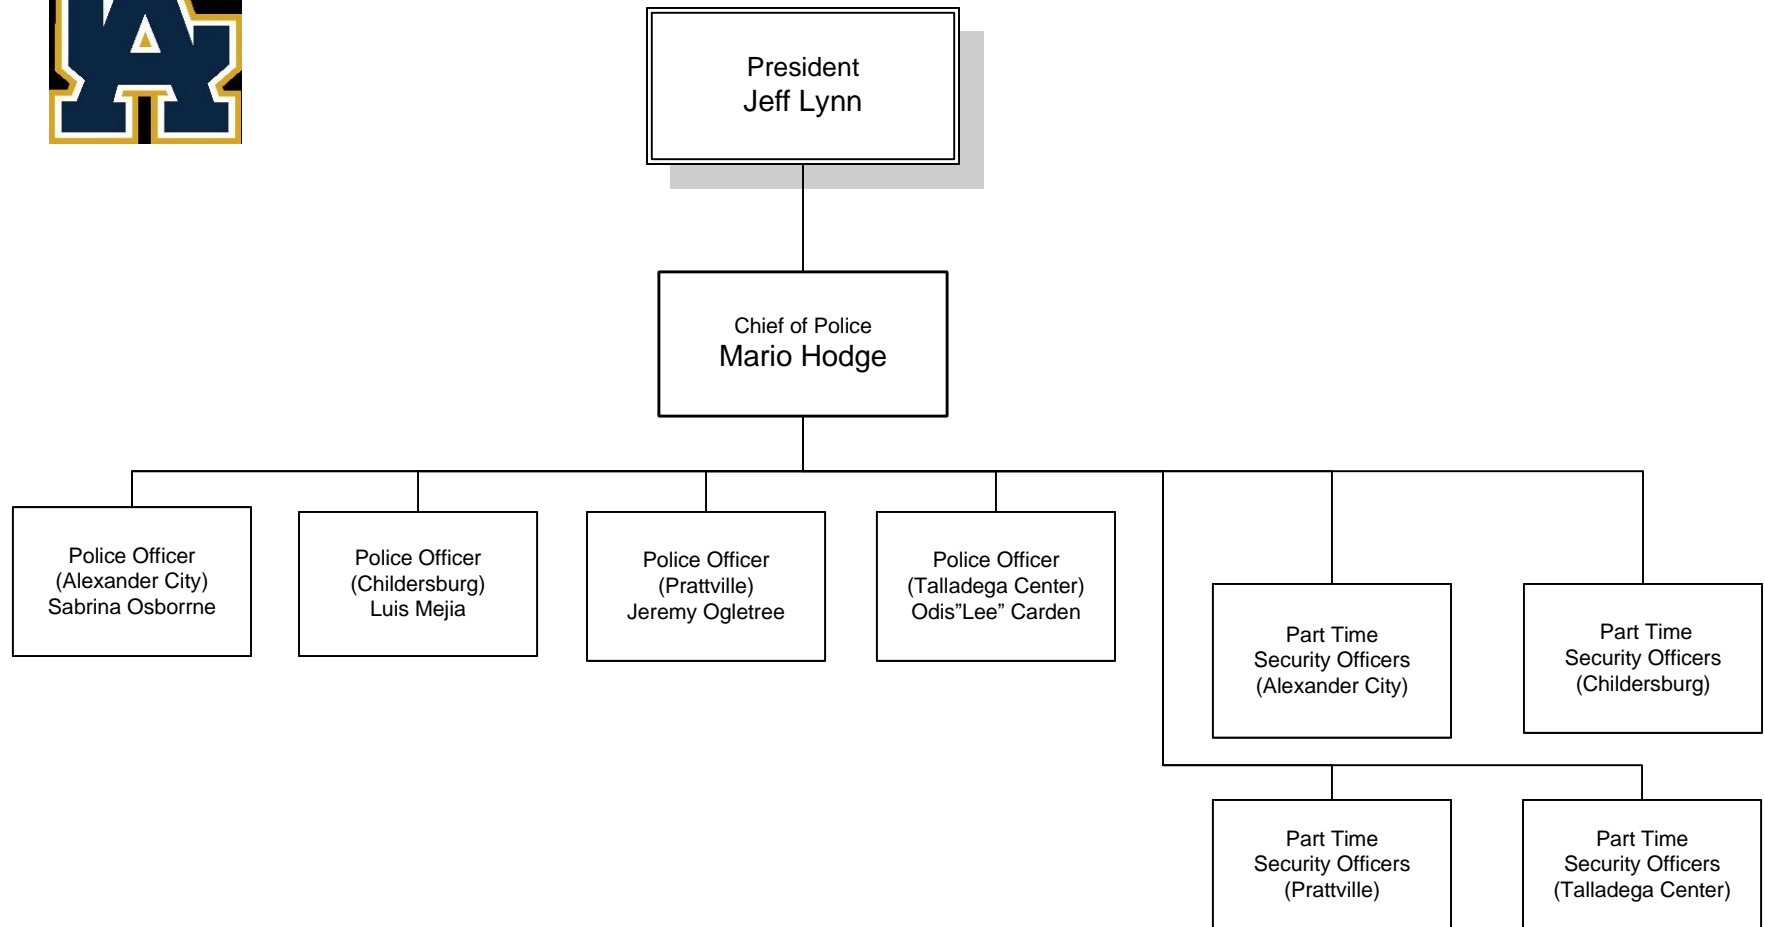 President
Jeff Lynn
Chief of Police
Mario Hodge
Police Officer
(Alexander City)
Sabrina Osborrne
Police Officer
(Childersburg)
Luis Mejia
Police Officer
(Prattville)
Jeremy Ogletree
Police Officer
(Talladega Center)
Odis”Lee” Carden
Part Time
Security Officers
(Alexander City)
Part Time
Security Officers
(Childersburg)
Part Time
Security Officers
(Prattville)
Part Time
Security Officers
(Talladega Center)